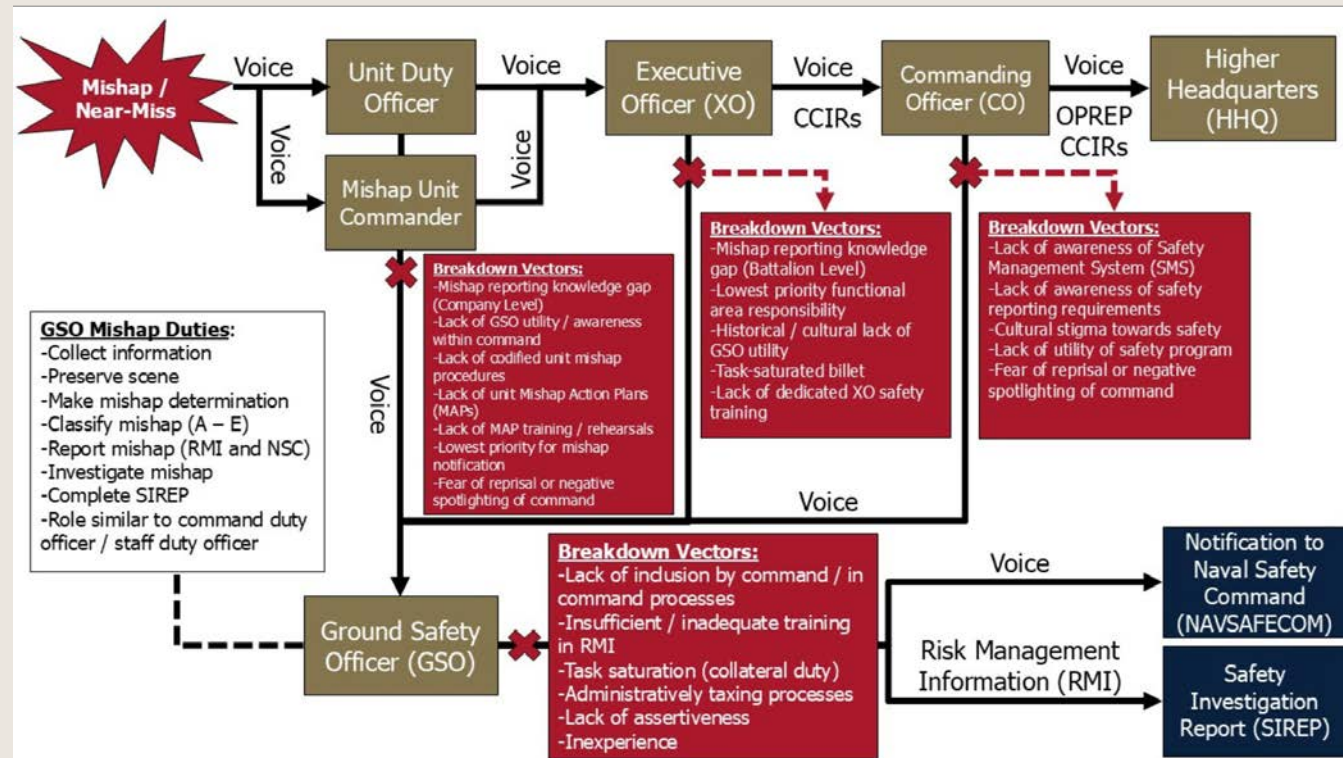 Mishap /
Near-Miss
Voice
Voice
Unit Duty
Officer
Mishap Unit
Commander
Voice
Voice
Executive
Officer (XO)
Voice
CCIRs
Commanding
Officer (CO)
Voice
OPREP
CCIRs
Higher
Headquarters
(HHQ)
Breakdown Vectors:
-Mishap reporting knowledge
gap (Company Level)
-Lack of GSO utility / awareness
within command
-Lack of codified unit mishap
procedures
-Lack of unit Mishap Action Plans
(MAPs)
-Lack of MAP training / rehearsals
-Lowest priority for mishap
notification
-Fear of reprisal or negative
spotlighting of command
Breakdown Vectors:
-Mishap reporting knowledge
gap (Battalion Level)
-Lowest priority functional
area responsibility
-Historical / cultural lack of
GSO utility
-Task-saturated billet
-Lack of dedicated XO safety
training
Breakdown Vectors:
-Lack of awareness of Safety
Management System (SMS)
-Lack of awareness of safety
reporting requirements
-Cultural stigma towards safety
-Lack of utility of safety program
-Fear of reprisal or negative
spotlighting of command
GSO Mishap Duties:
-Collect information
-Preserve scene
-Make mishap determination
-Classify mishap (A – E)
-Report mishap (RMI and NSC)
-Investigate mishap
-Complete SIREP
-Role similar to command duty
officer / staff duty officer
Voice
Voice
Ground Safety
Officer (GSO)
Breakdown Vectors:
-Lack of inclusion by command / in
command processes
-Insufficient / inadequate training
in RMI
-Task saturation (collateral duty)
-Administratively taxing processes
-Lack of assertiveness
-Inexperience
Voice
Risk Management
Information (RMI)
Notification to
Naval Safety
Command
(NAVSAFECOM)
Safety
Investigation
Report (SIREP)